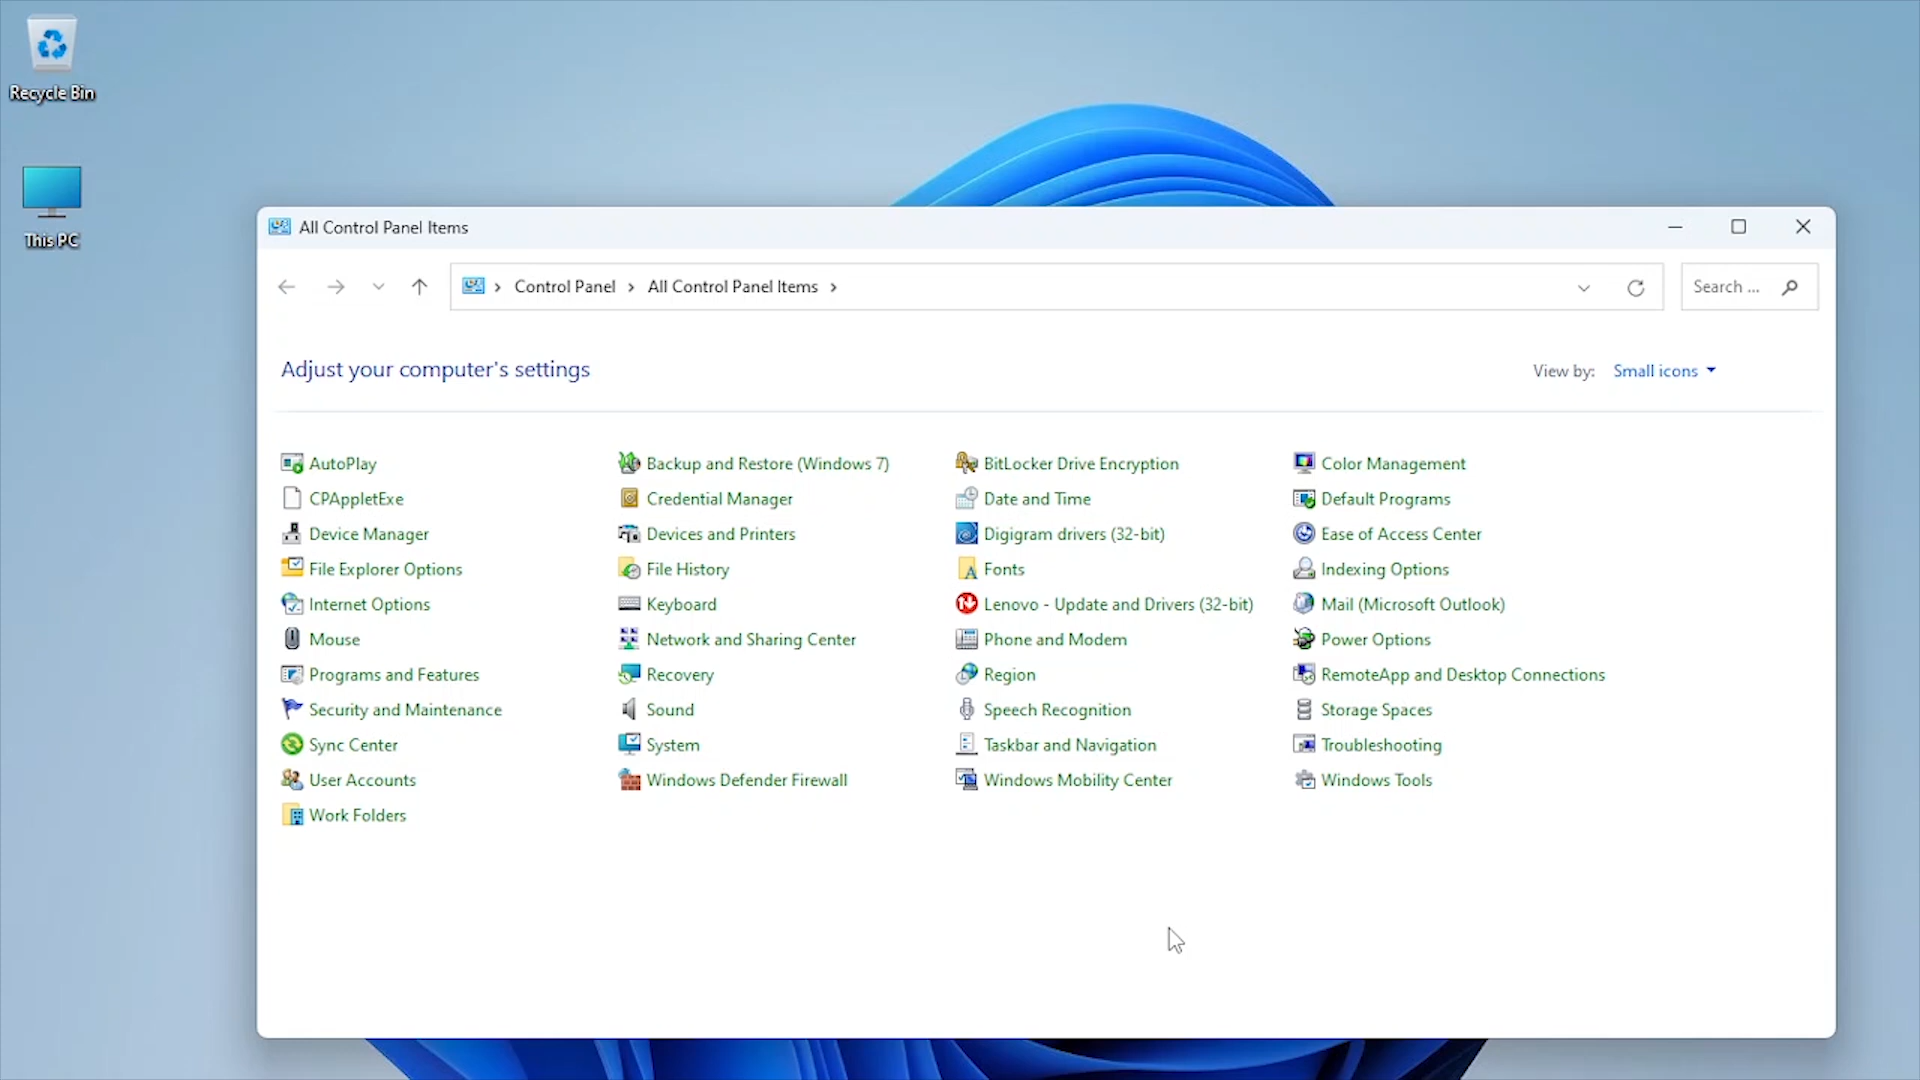 Recycle Bin
This PC
All Control Panel Items
Control Panel > All Control Panel Items >
Search ...
Adjust your computer's settings
View by: Small icons
AutoPlay Backup and Restore (Windows 7) BitLocker Drive Encryption Color Management
CPAppletExe Credential Manager Date and Time Default Programs
Device Manager Devices and Printers Digigram drivers (32-bit) Ease of Access Center
File Explorer Options File History Fonts Indexing Options
Internet Options Keyboard Lenovo - Update and Drivers (32-bit) Mail (Microsoft Outlook)
Mouse Network and Sharing Center Phone and Modem Power Options
Programs and Features Recovery Region RemoteApp and Desktop Connections
Security and Maintenance Sound Speech Recognition Storage Spaces
Sync Center System Taskbar and Navigation Troubleshooting
User Accounts Windows Defender Firewall Windows Mobility Center Windows Tools
Work Folders